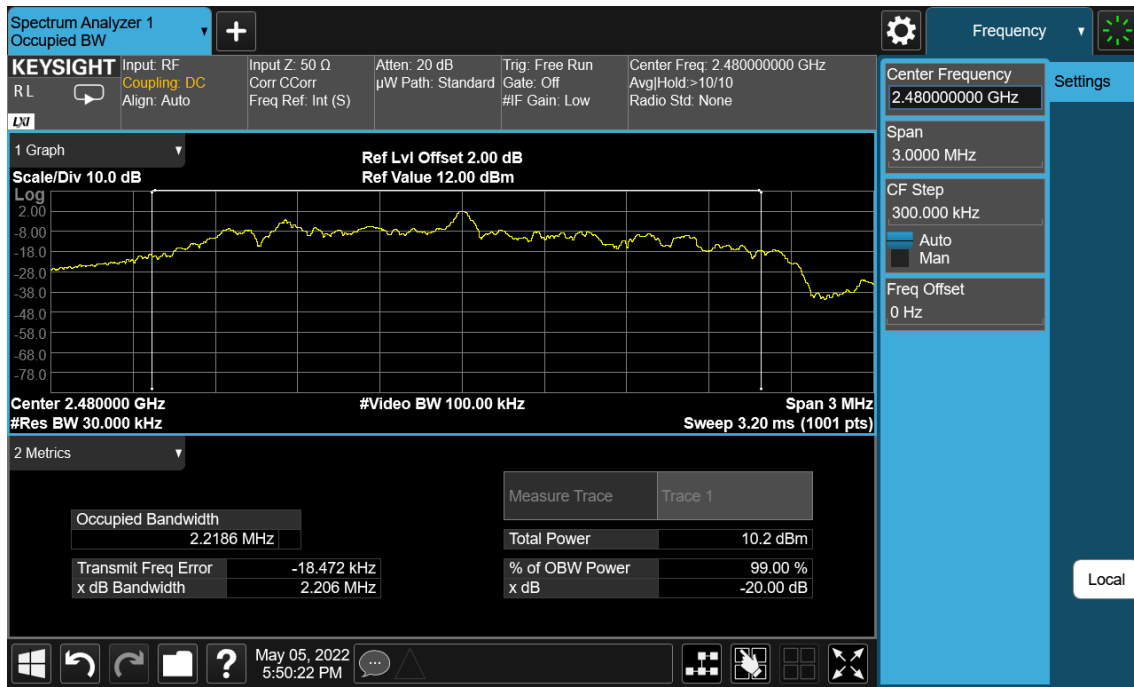 Spectrum Analyzer 1
Occupied BW
+
Frequency
KEYSIGHT
R L
LXI
Input: RF
Coupling: DC
Align: Auto
Input Z: 50 Ω
Corr CCorr
Freq Ref: Int (S)
Atten: 20 dB
µW Path: Standard
Trig: Free Run
Gate: Off
#IF Gain: Low
Center Freq: 2.480000000 GHz
Avg|Hold:>10/10
Radio Std: None
Center Frequency
2.480000000 GHz
Settings
Span
3.0000 MHz
CF Step
300.000 kHz
Auto
Man
Freq Offset
0 Hz
Local
1 Graph
Scale/Div 10.0 dB
Ref Lvl Offset 2.00 dB
Ref Value 12.00 dBm
Log
2.00
-8.00
-18.0
-28.0
-38.0
-48.0
-58.0
-68.0
-78.0
Center 2.480000 GHz
#Video BW 100.00 kHz
Span 3 MHz
#Res BW 30.000 kHz
Sweep 3.20 ms (1001 pts)
2 Metrics
Measure Trace Trace 1
Occupied Bandwidth
2.2186 MHz
Total Power 10.2 dBm
Transmit Freq Error -18.472 kHz
% of OBW Power 99.00 %
x dB Bandwidth 2.206 MHz
x dB -20.00 dB
?
May 05, 2022
5:50:22 PM